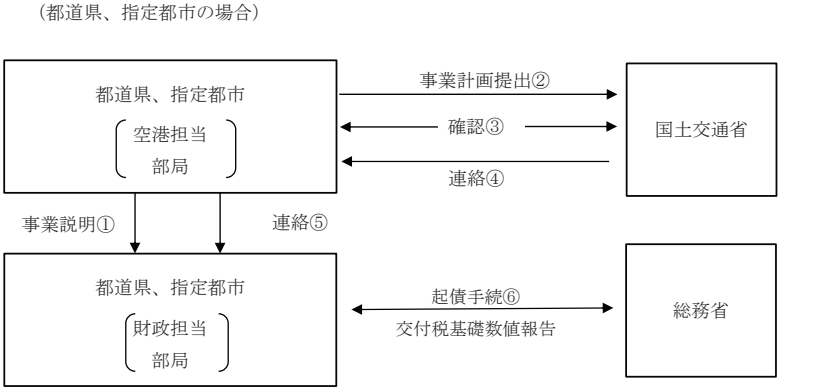 （都道県、指定都市の場合）
都道県、指定都市
空港担当
部局
事業計画提出②
確認③
連絡④
国土交通省
事業説明①
連絡⑤
都道県、指定都市
財政担当
部局
起債手続⑥
交付税基礎数値報告
総務省